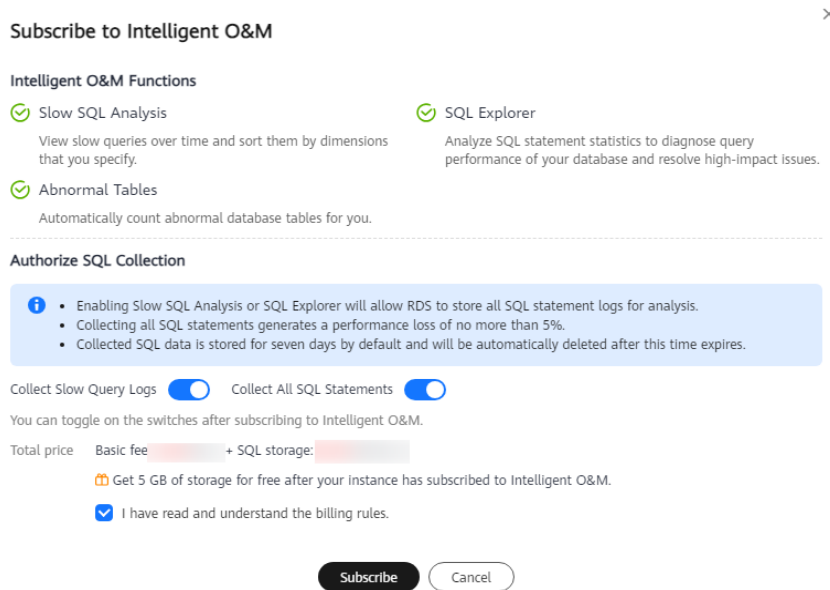 Subscribe to Intelligent O&M
Intelligent O&M Functions
Slow SQL Analysis
View slow queries over time and sort them by dimensions
that you specify.
SQL Explorer
Analyze SQL statement statistics to diagnose query
performance of your database and resolve high-impact issues.
Abnormal Tables
Automatically count abnormal database tables for you.
Authorize SQL Collection
• Enabling Slow SQL Analysis or SQL Explorer will allow RDS to store all SQL statement logs for analysis.
• Collecting all SQL statements generates a performance loss of no more than 5%.
• Collected SQL data is stored for seven days by default and will be automatically deleted after this time expires.
Collect Slow Query Logs Collect All SQL Statements
You can toggle on the switches after subscribing to Intelligent O&M.
Total price Basic fee + SQL storage:
Get 5 GB of storage for free after your instance has subscribed to Intelligent O&M.
I have read and understand the billing rules.
Subscribe Cancel